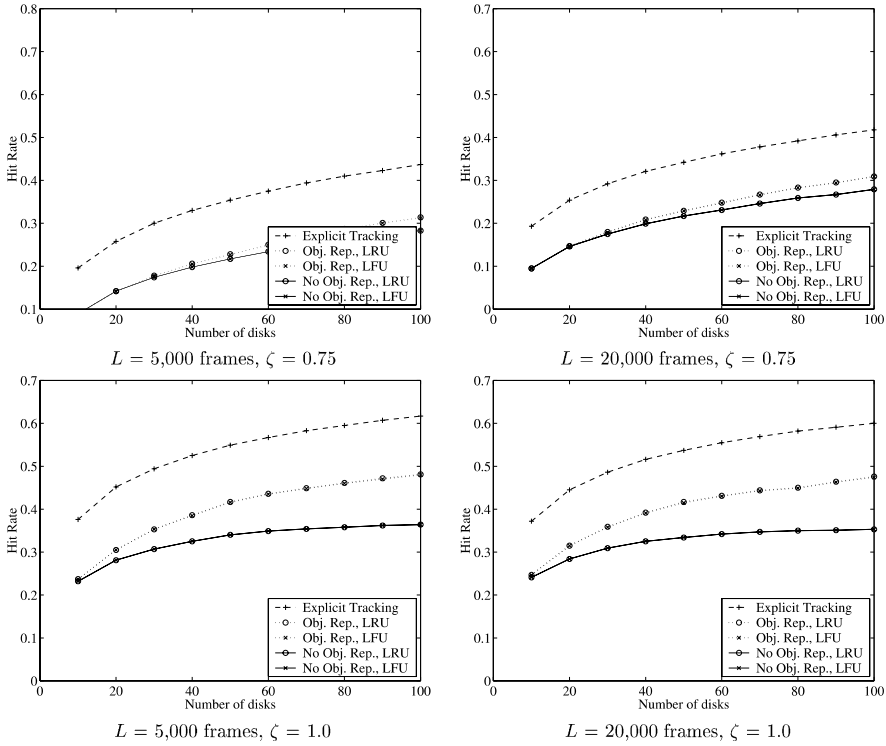 0.8
0.7
0.6
0.5
0.4
0.3
0.2
0.1
Hit Rate
0 20 40 60 80 100
Number of disks
Explicit Tracking
Obj. Rep., LRU
Obj. Rep., LFU
No Obj. Rep., LRU
No Obj. Rep., LFU
L = 5,000 frames, ζ = 0.75
0.7
0.6
0.5
0.4
0.3
0.2
0.1
0
Hit Rate
0 20 40 60 80 100
Number of disks
Explicit Tracking
Obj. Rep., LRU
Obj. Rep., LFU
No Obj. Rep., LRU
No Obj. Rep., LFU
L = 20,000 frames, ζ = 0.75
0.7
0.6
0.5
0.4
0.3
0.2
0.1
0
Hit Rate
0 20 40 60 80 100
Number of disks
Explicit Tracking
Obj. Rep., LRU
Obj. Rep., LFU
No Obj. Rep., LRU
No Obj. Rep., LFU
L = 5,000 frames, ζ = 1.0
0.7
0.6
0.5
0.4
0.3
0.2
0.1
0
Hit Rate
0 20 40 60 80 100
Number of disks
Explicit Tracking
Obj. Rep., LRU
Obj. Rep., LFU
No Obj. Rep., LRU
No Obj. Rep., LFU
L = 20,000 frames, ζ = 1.0